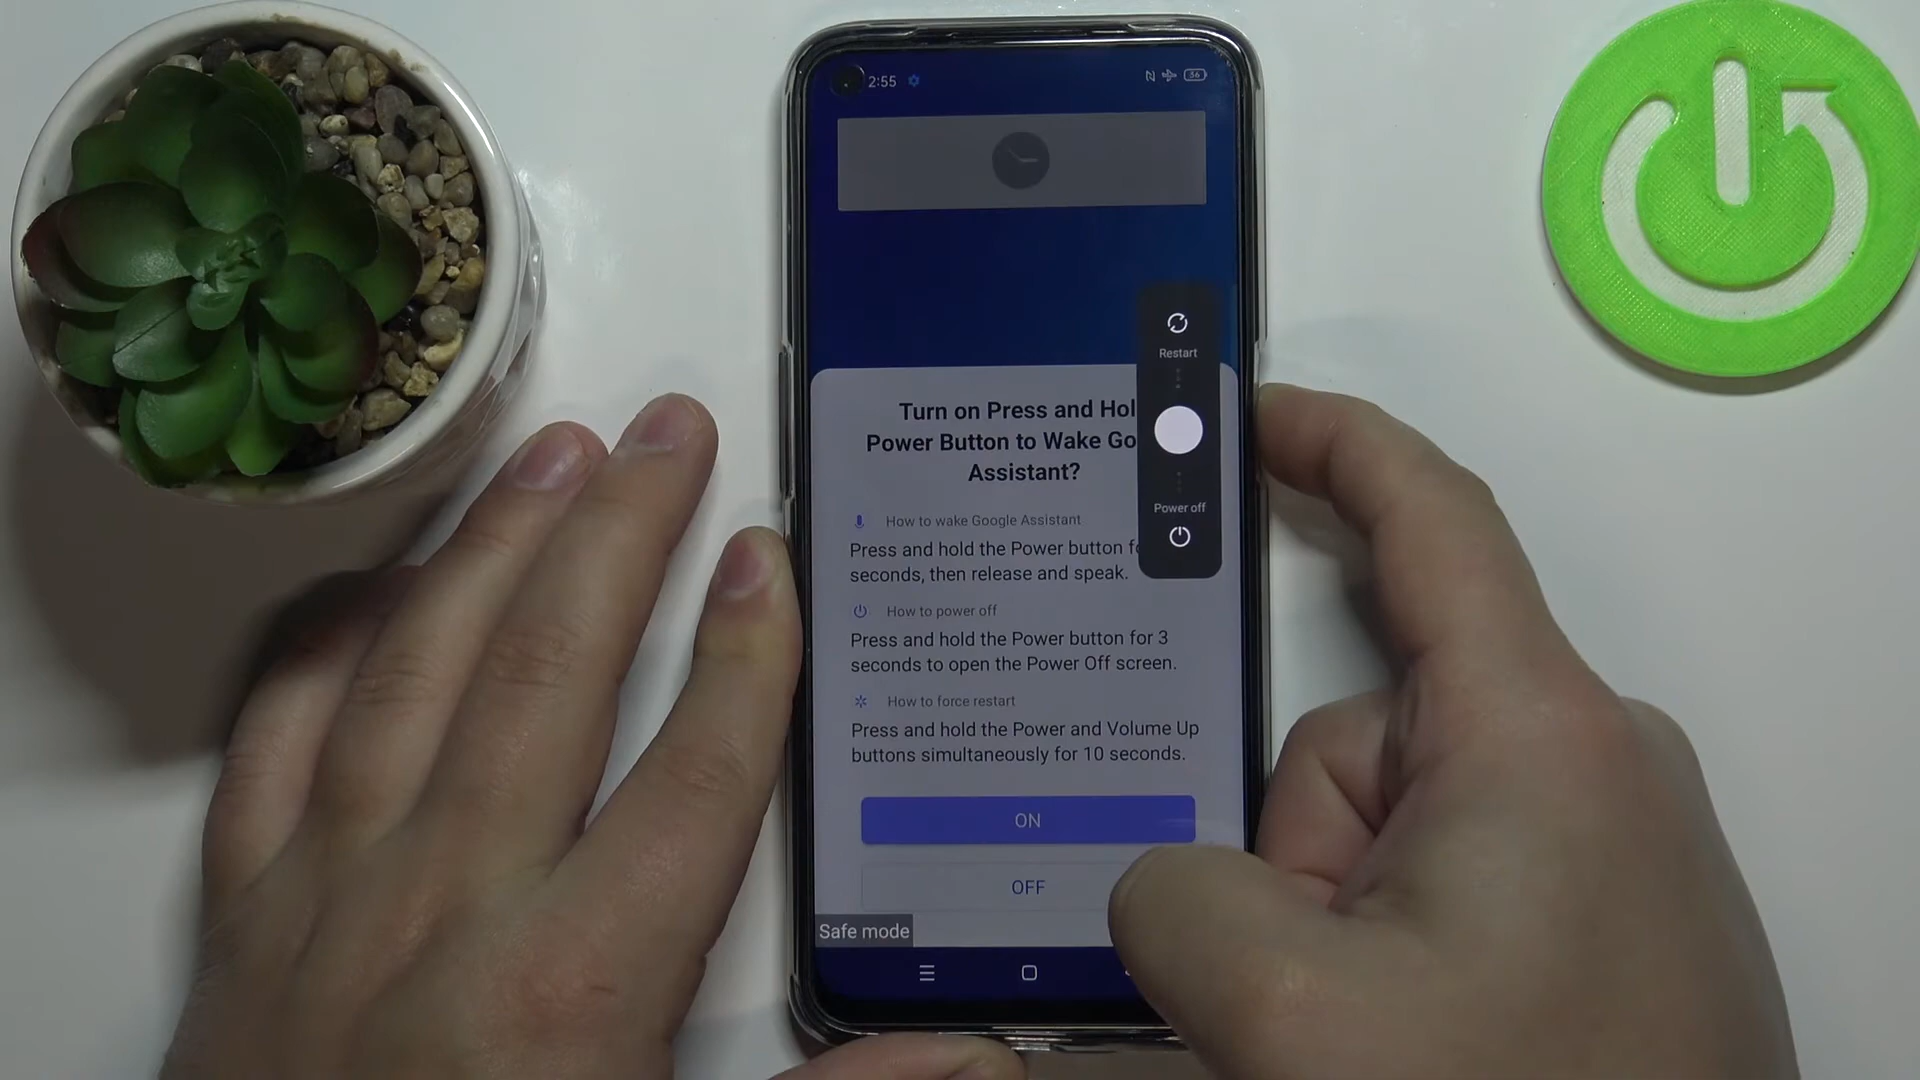 2:55
36
Restart
Turn on Press and Hol
Power Button to Wake Go
Assistant?
Power off
How to wake Google Assistant
Press and hold the Power button
seconds, then release and speak.
How to power off
Press and hold the Power button for 3
seconds to open the Power Off screen.
How to force restart
Press and hold the Power and Volume Up
buttons simultaneously for 10 seconds.
ON
OFF
Safe mode